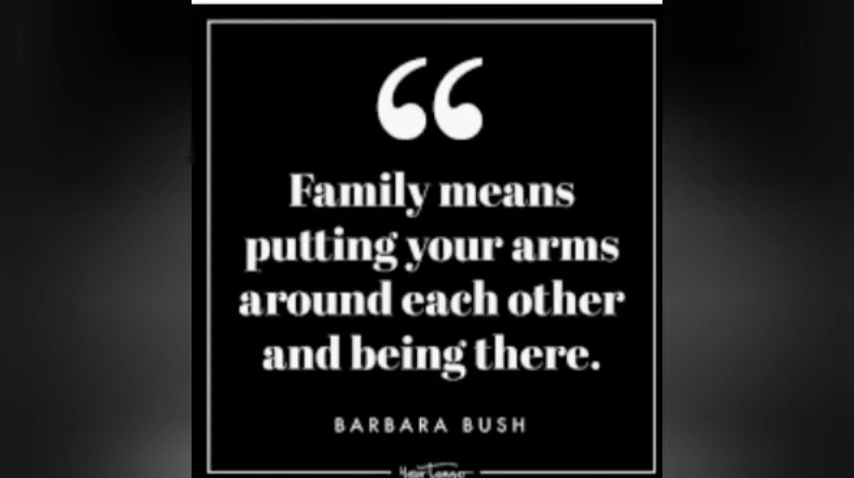 Family means
putting your arms
around each other
and being there.
BARBARA BUSH